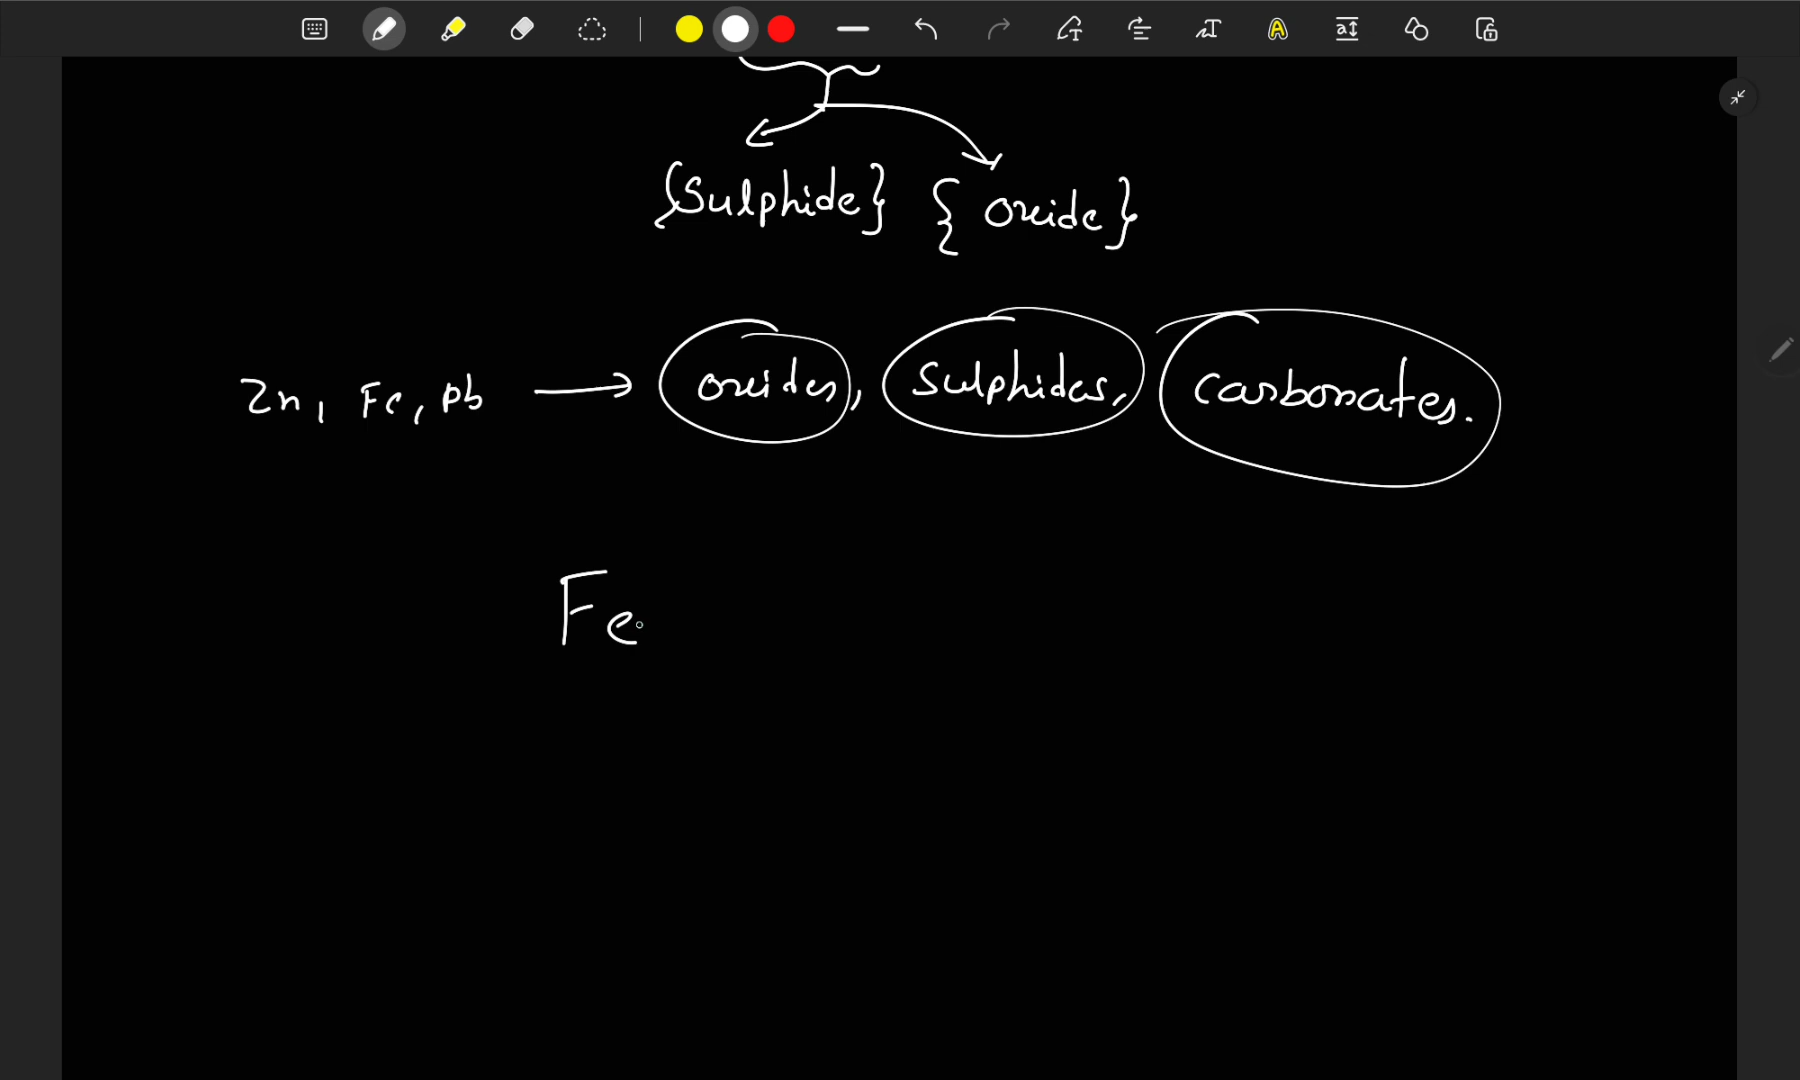 {Sulphide} { oxide}
Zn, Fe, Pb → oxides, Sulphides, Carbonates.
Fe